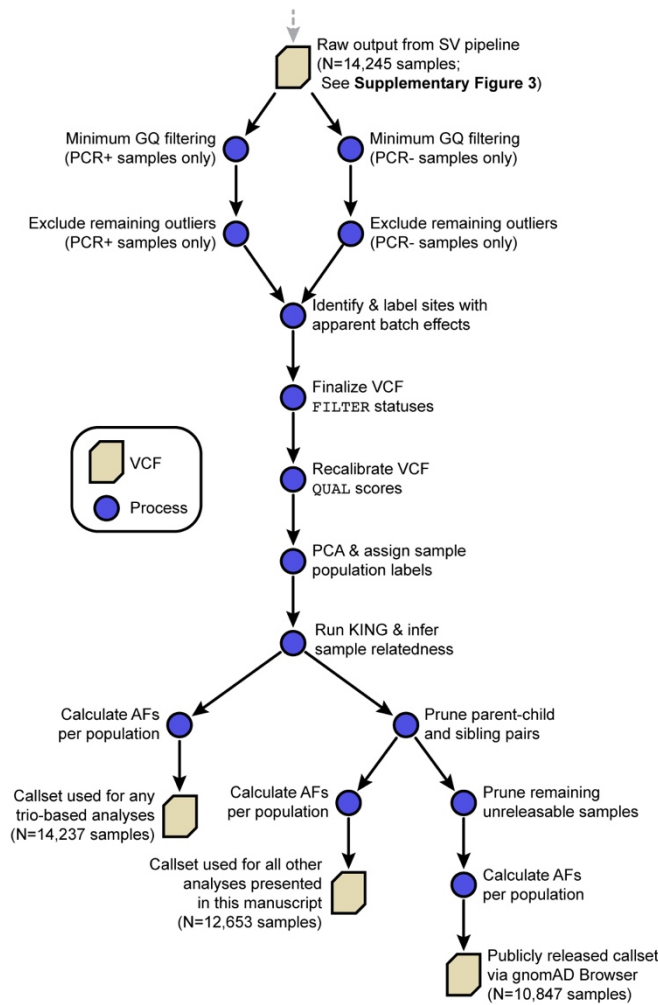 Raw output from SV pipeline
(N=14,245 samples;
See Supplementary Figure 3)
Minimum GQ filtering
(PCR+ samples only)
Minimum GQ filtering
(PCR- samples only)
Exclude remaining outliers
(PCR+ samples only)
Exclude remaining outliers
(PCR- samples only)
Identify & label sites with
apparent batch effects
Finalize VCF
FILTER statuses
VCF
Process
Recalibrate VCF
QUAL scores
PCA & assign sample
population labels
Run KING & infer
sample relatedness
Calculate AFs
per population
Prune parent-child
and sibling pairs
Callset used for any
trio-based analyses
(N=14,237 samples)
Calculate AFs
per population
Prune remaining
unreleasable samples
Callset used for all other
analyses presented
in this manuscript
(N=12,653 samples)
Calculate AFs
per population
Publicly released callset
via gnomAD Browser
(N=10,847 samples)